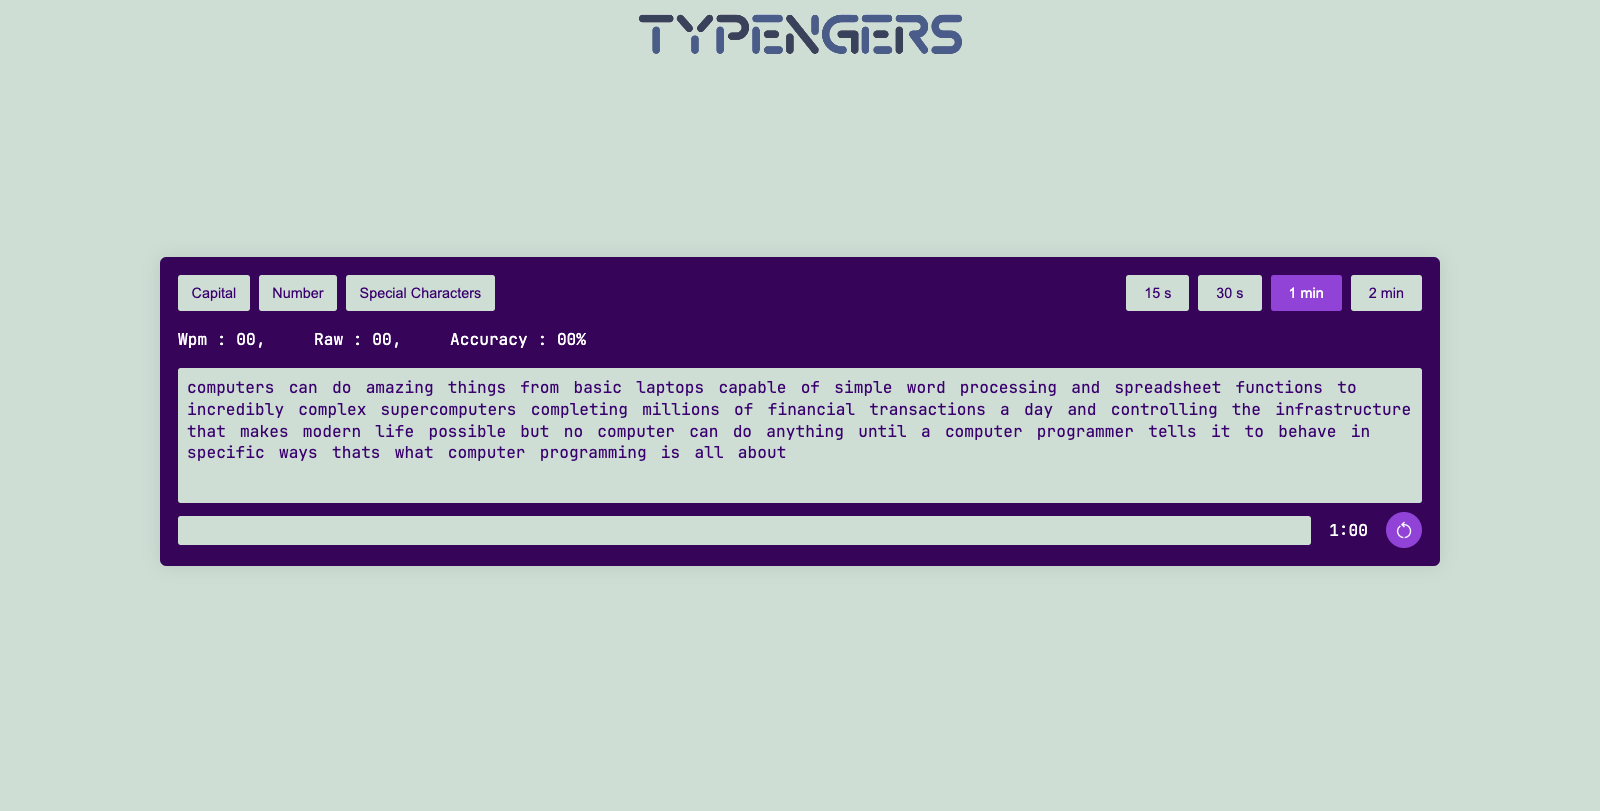 TYPENGERS
Capital Number Special Characters 15 s 30 s 1 min 2 min
Wpm : 00, Raw : 00, Accuracy : 00%
computers can do amazing things from basic laptops capable of simple word processing and spreadsheet functions to
incredibly complex supercomputers completing millions of financial transactions a day and controlling the infrastructure
that makes modern life possible but no computer can do anything until a computer programmer tells it to behave in
specific ways thats what computer programming is all about
1:00